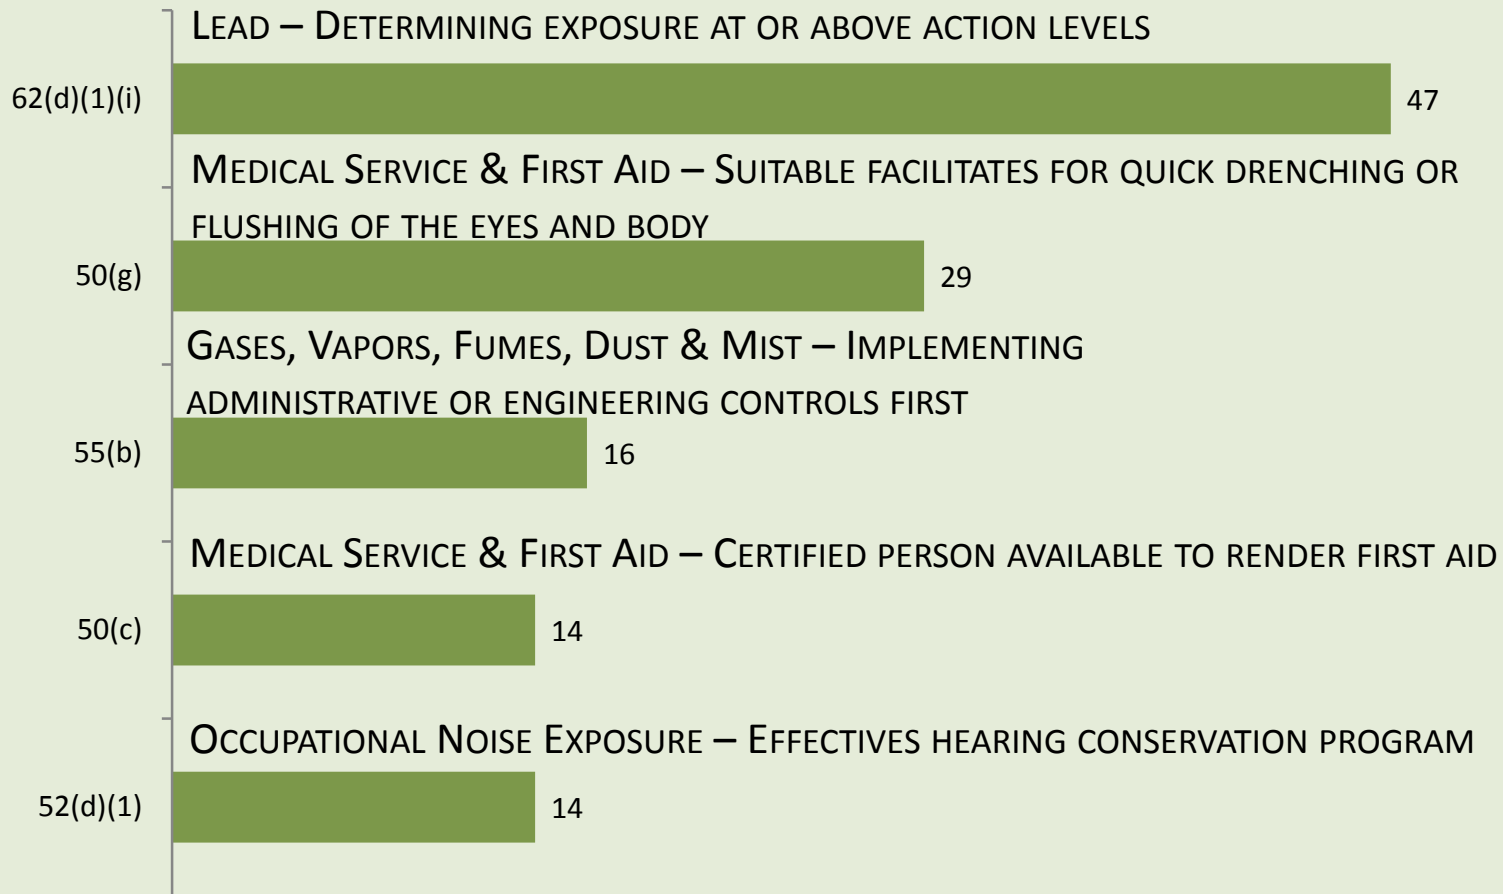 LEAD – DETERMINING EXPOSURE AT OR ABOVE ACTION LEVELS
62(d)(1)(i)
47
MEDICAL SERVICE & FIRST AID – SUITABLE FACILITATES FOR QUICK DRENCHING OR
FLUSHING OF THE EYES AND BODY
50(g)
29
GASES, VAPORS, FUMES, DUST & MIST – IMPLEMENTING
ADMINISTRATIVE OR ENGINEERING CONTROLS FIRST
55(b)
16
MEDICAL SERVICE & FIRST AID – CERTIFIED PERSON AVAILABLE TO RENDER FIRST AID
50(c)
14
OCCUPATIONAL NOISE EXPOSURE – EFFECTIVES HEARING CONSERVATION PROGRAM
52(d)(1)
14